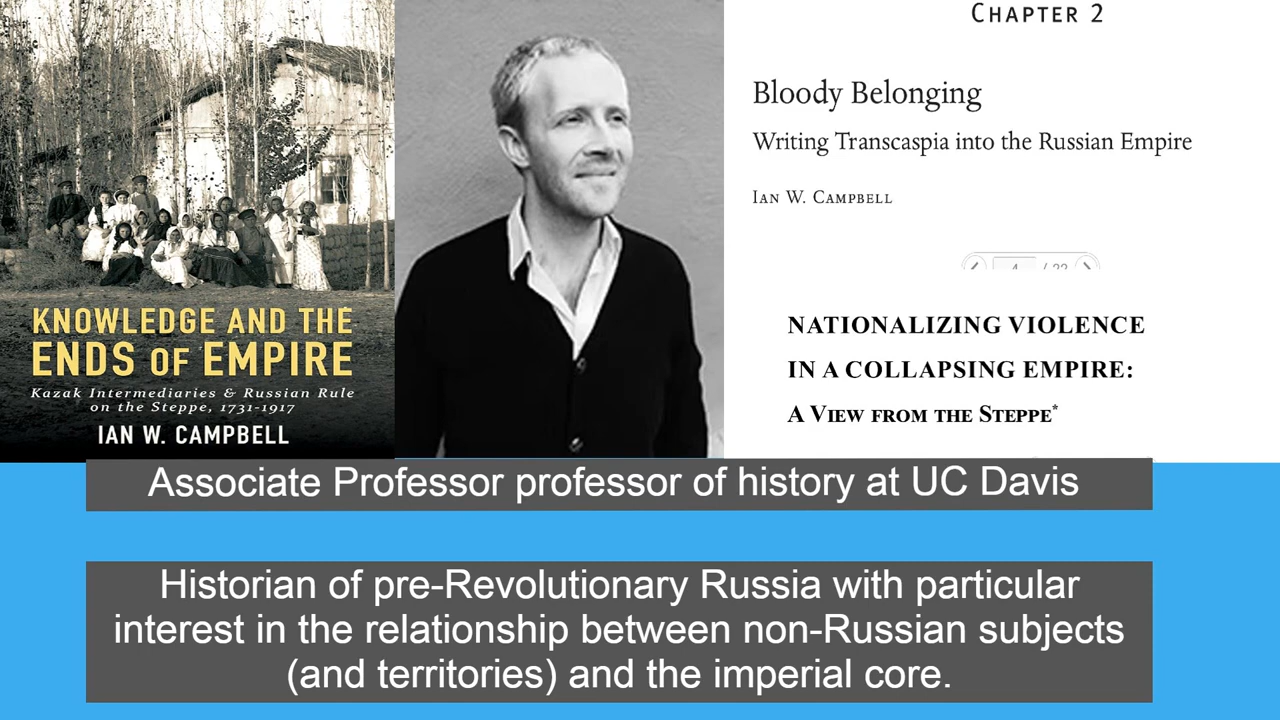 KNOWLEDGE AND THE
ENDS OF EMPIRE
Kazak Intermediaries & Russian Rule
on the Steppe, 1731-1917
IAN W. CAMPBELL
CHAPTER 2
Bloody Belonging
Writing Transcaspia into the Russian Empire
IAN W. CAMPBELL
4 / 22
NATIONALIZING VIOLENCE
IN A COLLAPSING EMPIRE:
A VIEW FROM THE STEPPE*
Associate Professor professor of history at UC Davis
Historian of pre-Revolutionary Russia with particular
interest in the relationship between non-Russian subjects
(and territories) and the imperial core.